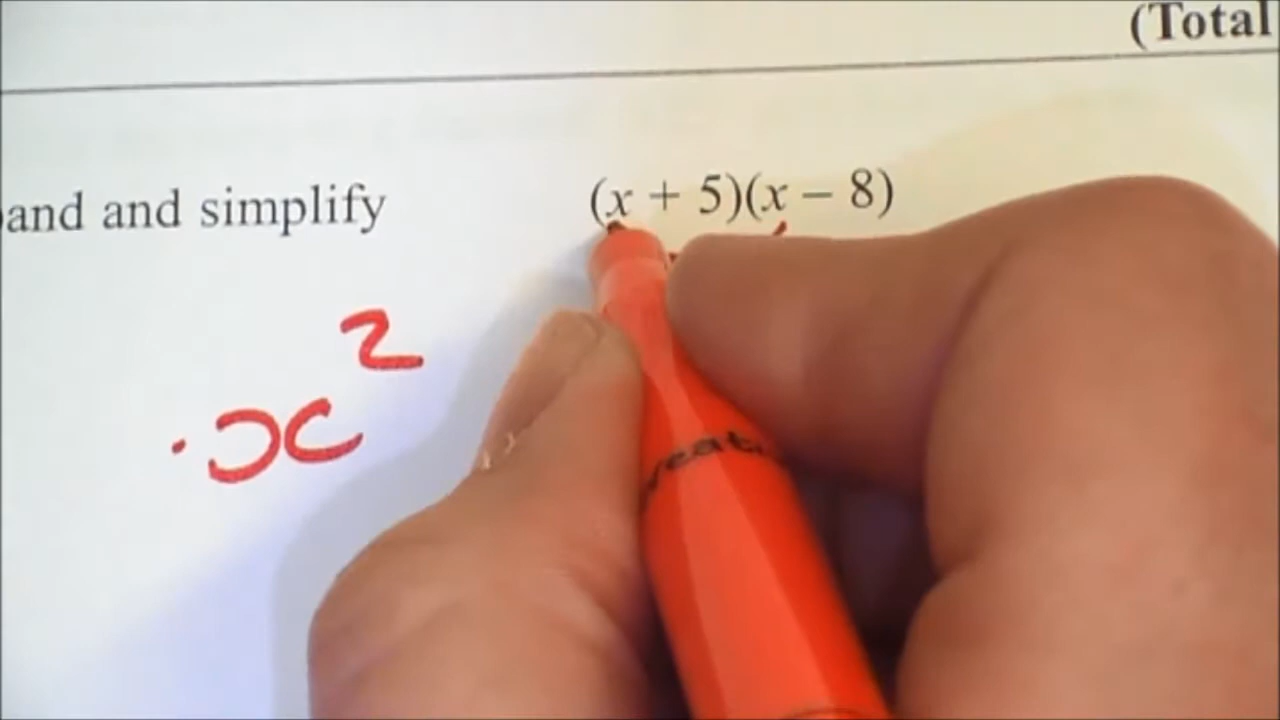 (Total
and and simplify (x + 5)(x – 8)
x²